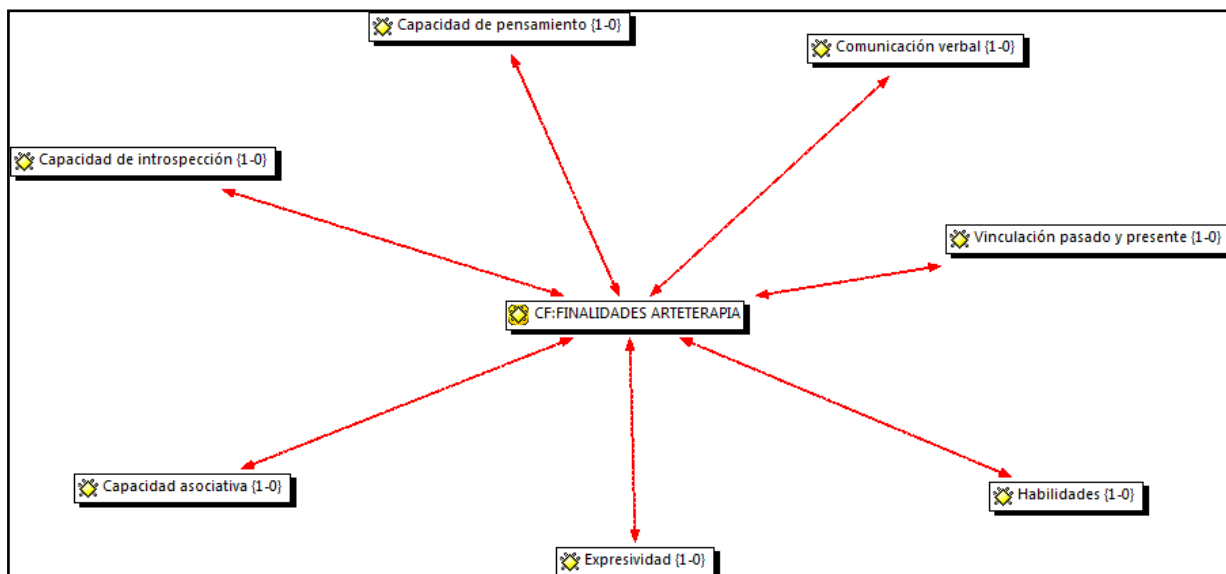 Capacidad de pensamiento {1-0}
Comunicación verbal {1-0}
Capacidad de introspección {1-0}
Vinculación pasado y presente {1-0}
CF:FINALIDADES ARTETERAPIA
Capacidad asociativa {1-0}
Habilidades {1-0}
Expresividad {1-0}